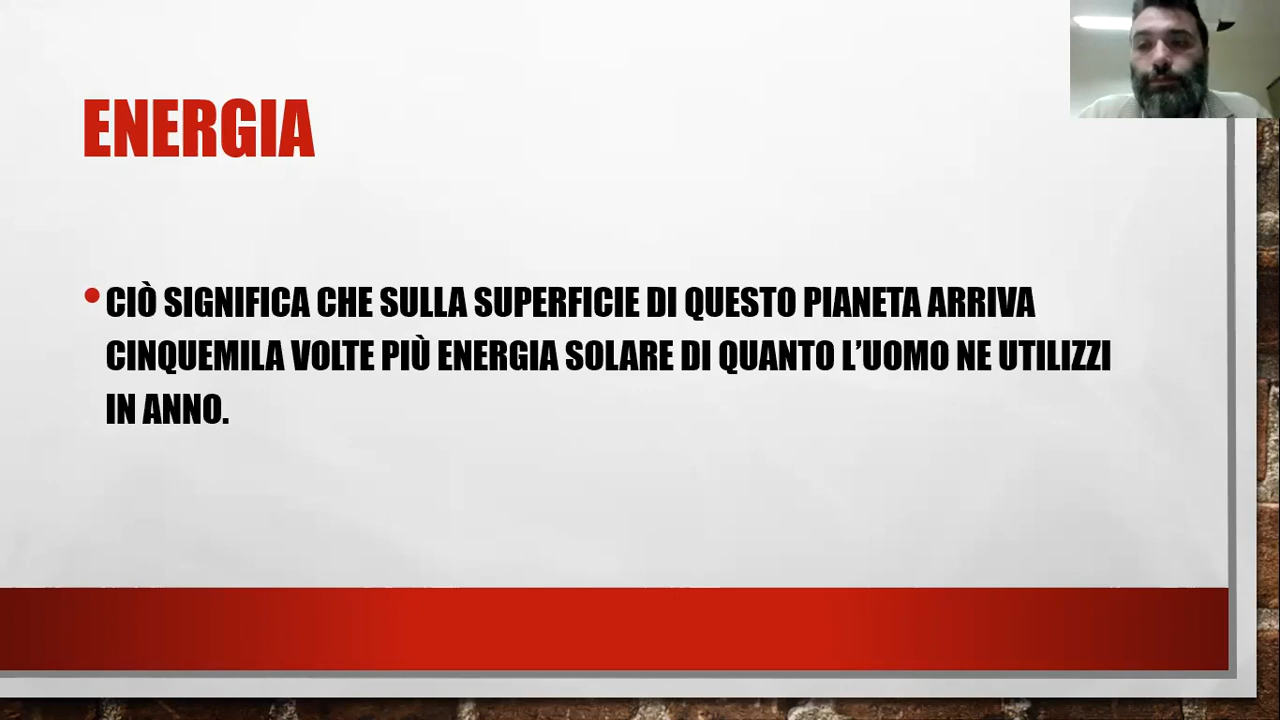 ENERGIA
•CIÒ SIGNIFICA CHE SULLA SUPERFICIE DI QUESTO PIANETA ARRIVA
CINQUEMILA VOLTE PIÙ ENERGIA SOLARE DI QUANTO L’UOMO NE UTILIZZI
IN ANNO.